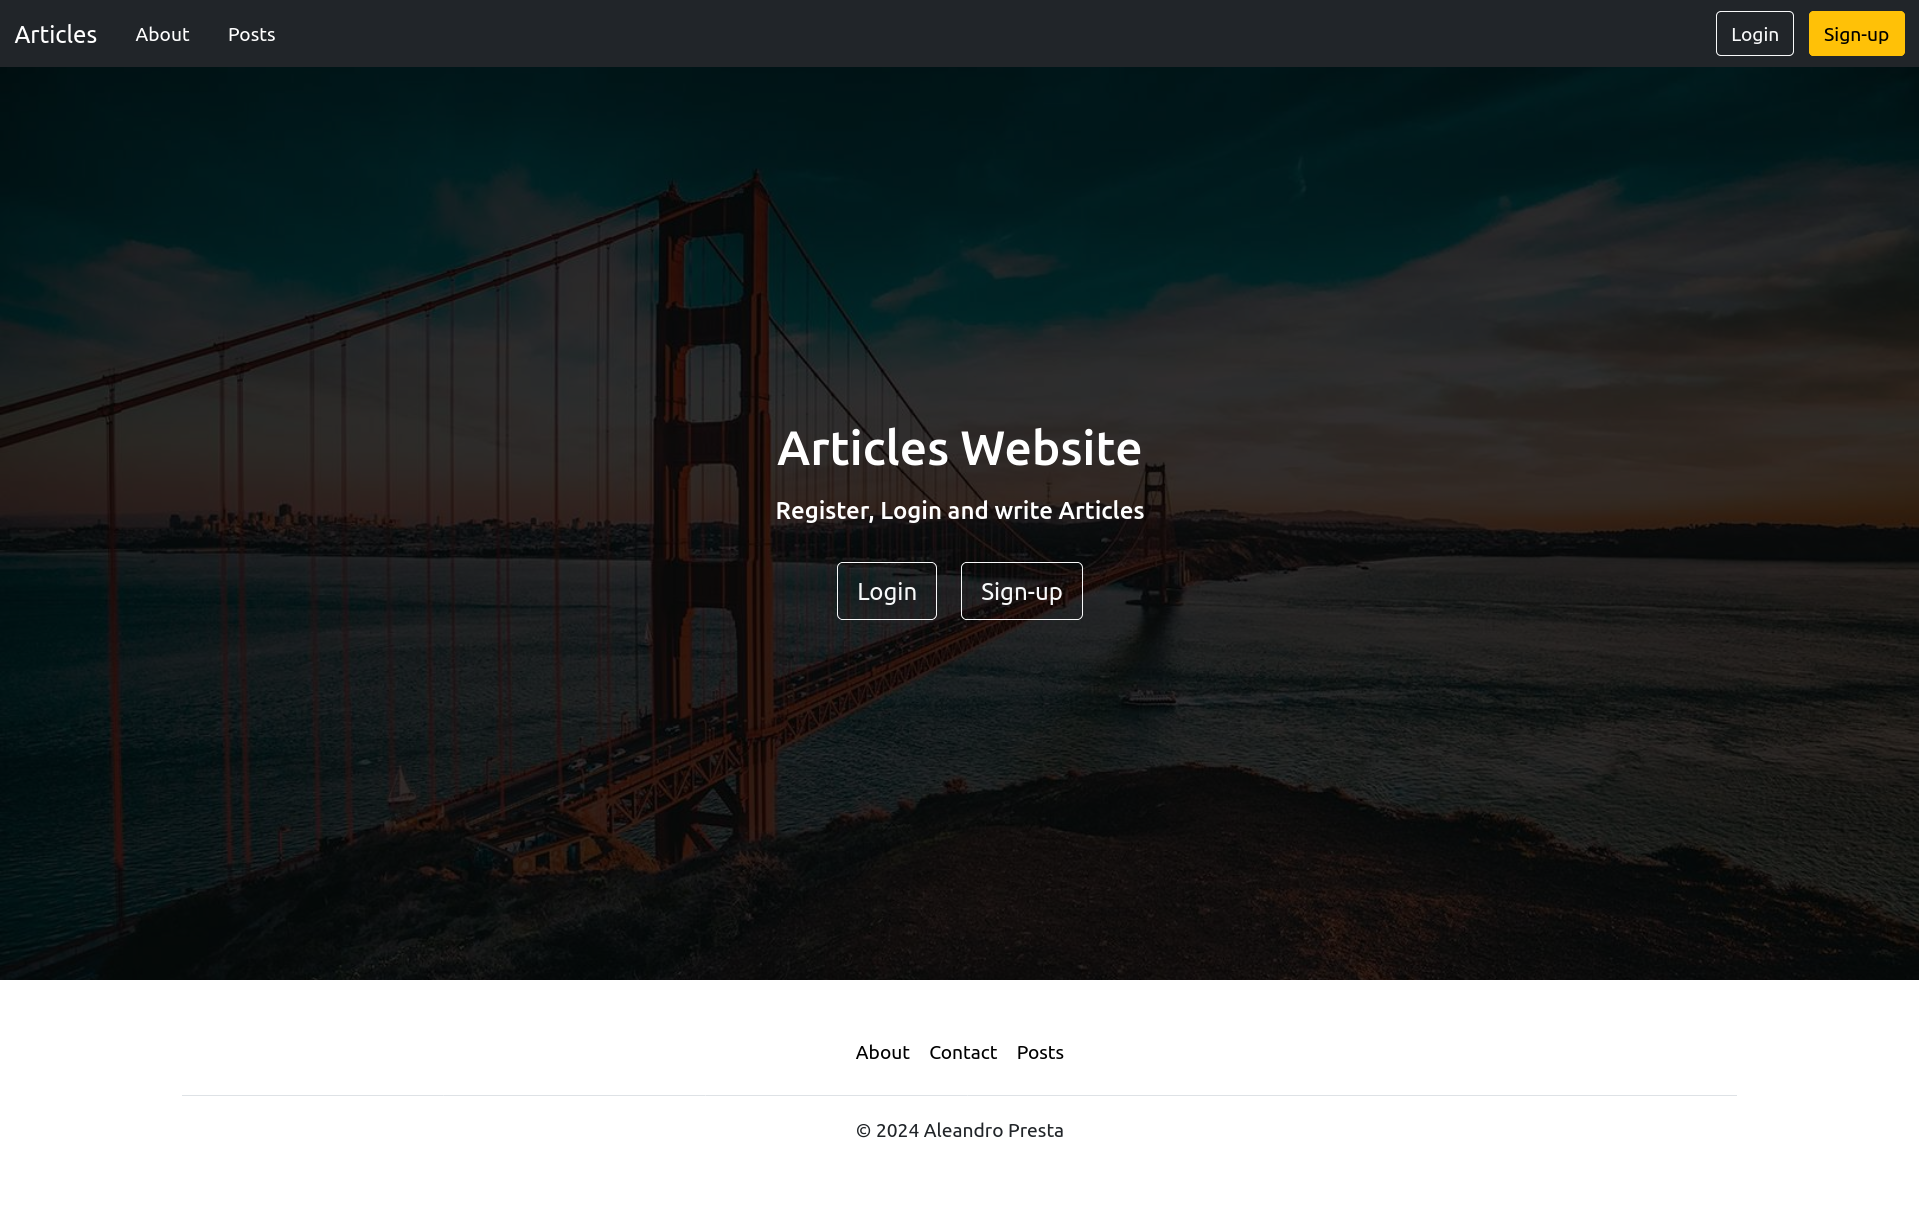 Articles About Posts Login Sign-up
Articles Website
Register, Login and write Articles
Login Sign-up
About Contact Posts
© 2024 Aleandro Presta